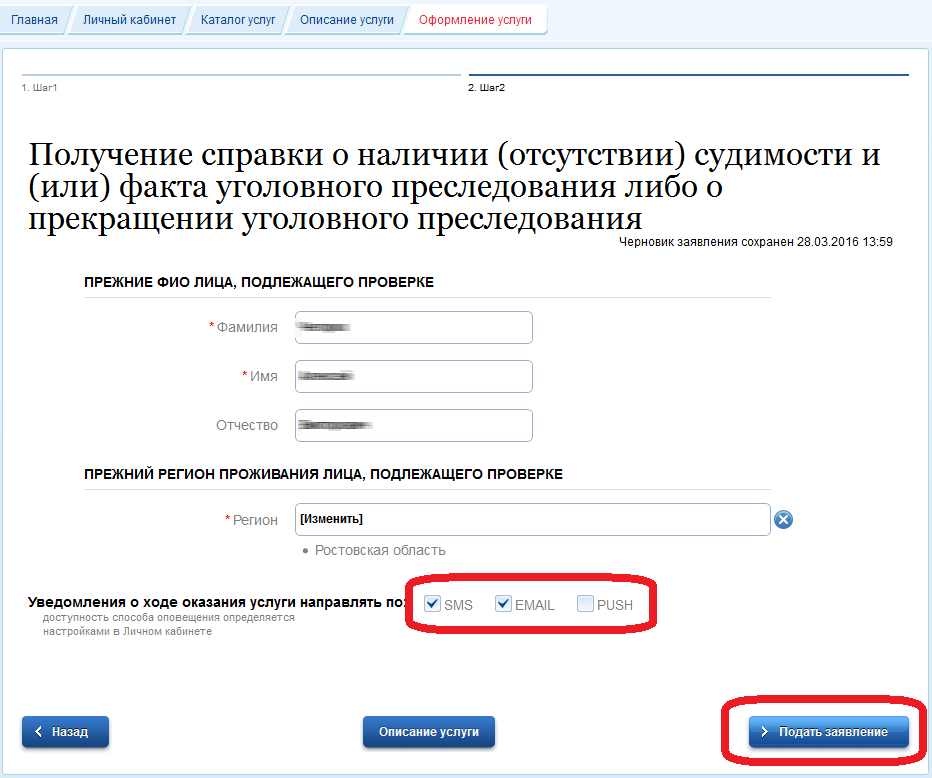 Главная Личный кабинет Каталог услуг Описание услуги Оформление услуги
1. Шаг1 2. Шаг2
Получение справки о наличии (отсутствии) судимости и
(или) факта уголовного преследования либо о
прекращении уголовного преследования
Черновик заявления сохранен 28.03.2016 13:59
ПРЕЖНИЕ ФИО ЛИЦА, ПОДЛЕЖАЩЕГО ПРОВЕРКЕ
* Фамилия
* Имя
Отчество
ПРЕЖНИЙ РЕГИОН ПРОЖИВАНИЯ ЛИЦА, ПОДЛЕЖАЩЕГО ПРОВЕРКЕ
* Регион [Изменить]
• Ростовская область
Уведомления о ходе оказания услуги направлять по: SMS EMAIL PUSH
доступность способа оповещения определяется
настройками в Личном кабинете
Назад Описание услуги Подать заявление